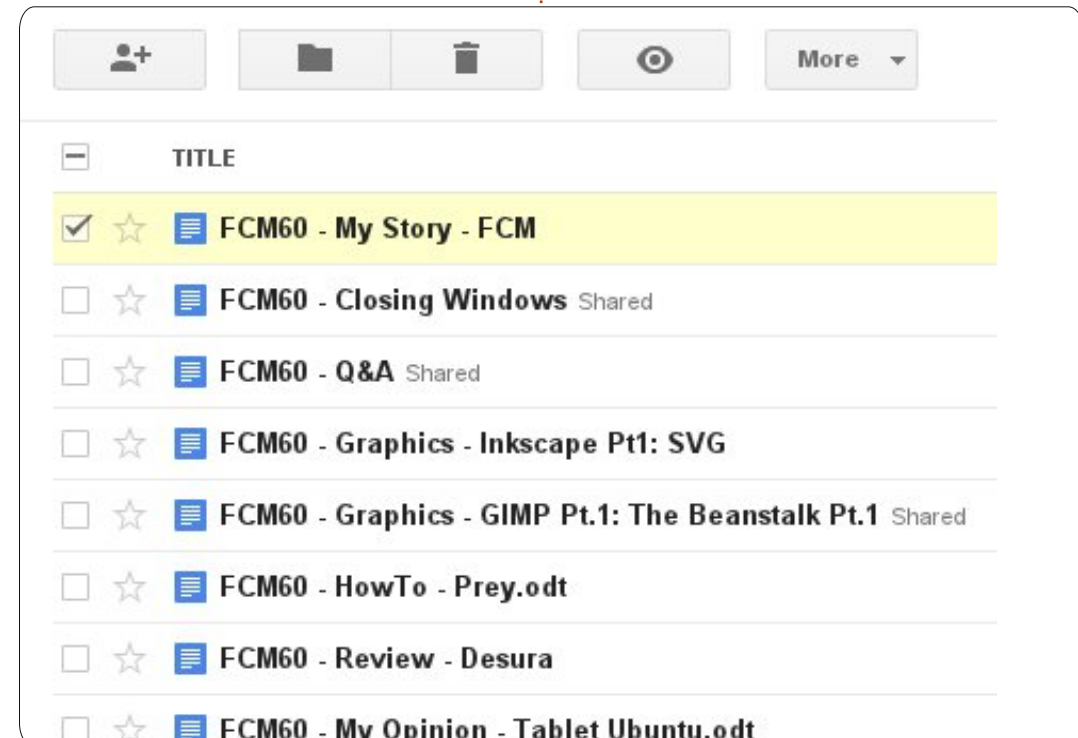 More
TITLE
FCM60 - My Story - FCM
FCM60 - Closing Windows Shared
FCM60 - Q&A Shared
FCM60 - Graphics - Inkscape Pt1: SVG
FCM60 - Graphics - GIMP Pt.1: The Beanstalk Pt.1 Shared
FCM60 - HowTo - Prey.odt
FCM60 - Review - Desura
FCM60 - My Opinion - Tablet Ubuntu.odt